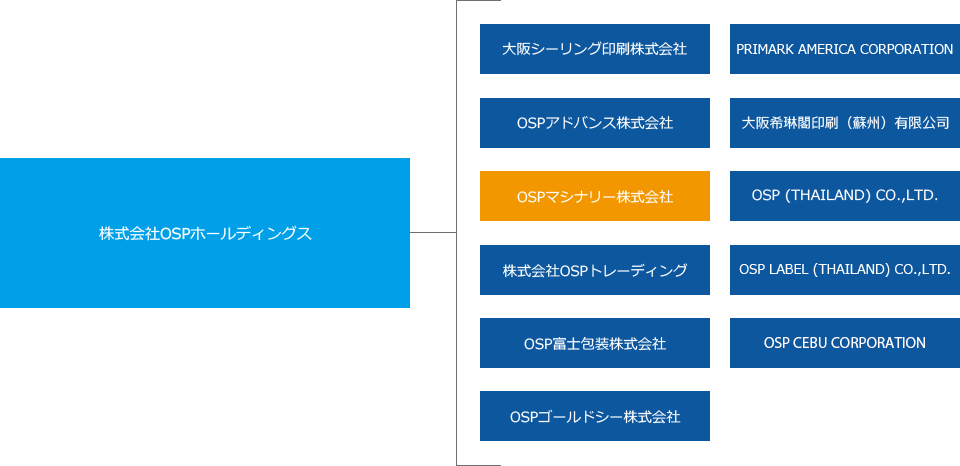 株式会社OSPホールディングス
大阪シーリング印刷株式会社
PRIMARK AMERICA CORPORATION
OSPアドバンス株式会社
大阪希琳閣印刷（蘇州）有限公司
OSPマシナリー株式会社
OSP (THAILAND) CO.,LTD.
株式会社OSPトレーディング
OSP LABEL (THAILAND) CO.,LTD.
OSP富士包装株式会社
OSP CEBU CORPORATION
OSPゴールドシー株式会社